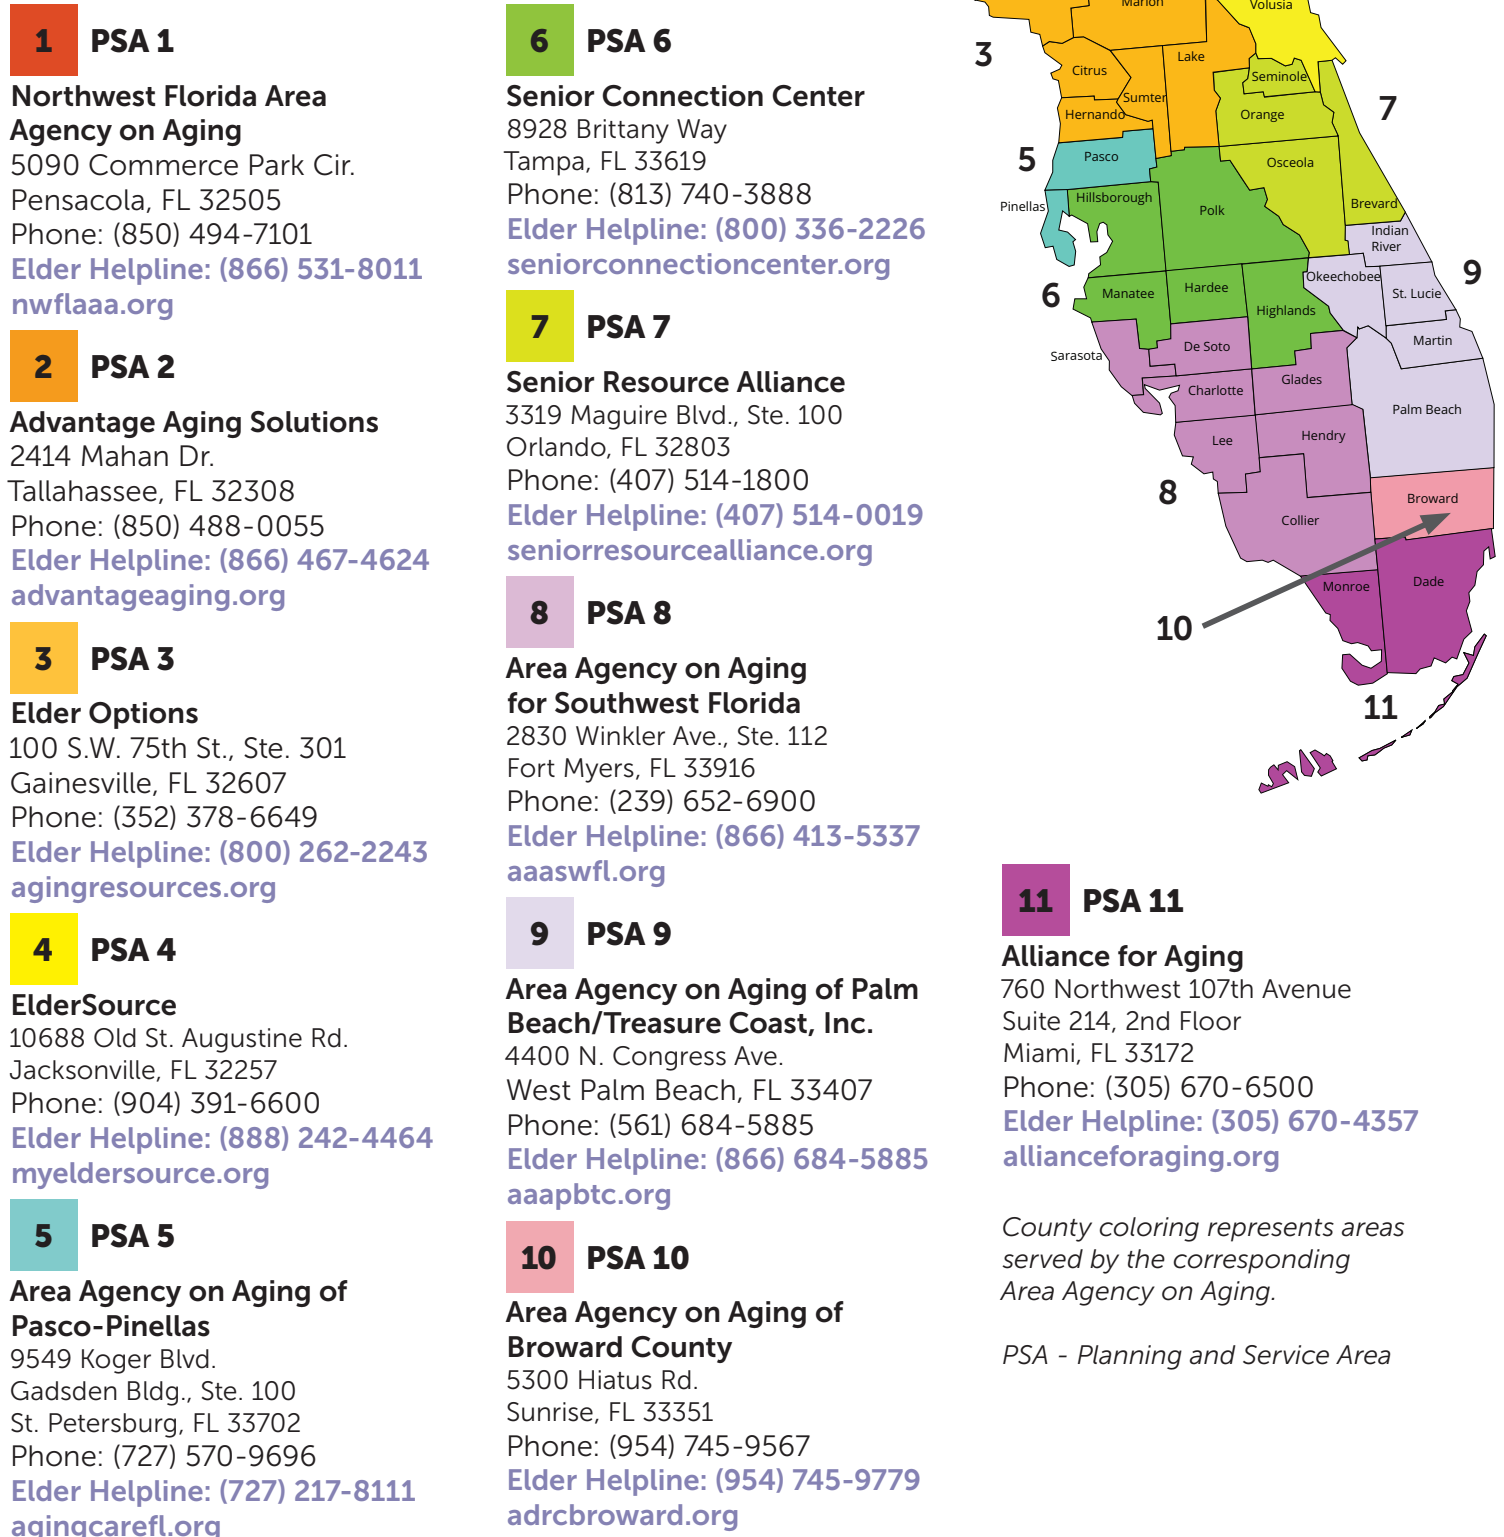 1 PSA 1
Northwest Florida Area
Agency on Aging
5090 Commerce Park Cir.
Pensacola, FL 32505
Phone: (850) 494-7101
Elder Helpline: (866) 531-8011
nwflaaa.org
2 PSA 2
Advantage Aging Solutions
2414 Mahan Dr.
Tallahassee, FL 32308
Phone: (850) 488-0055
Elder Helpline: (866) 467-4624
advantageaging.org
3 PSA 3
Elder Options
100 S.W. 75th St., Ste. 301
Gainesville, FL 32607
Phone: (352) 378-6649
Elder Helpline: (800) 262-2243
agingresources.org
4 PSA 4
ElderSource
10688 Old St. Augustine Rd.
Jacksonville, FL 32257
Phone: (904) 391-6600
Elder Helpline: (888) 242-4464
myeldersource.org
5 PSA 5
Area Agency on Aging of
Pasco-Pinellas
9549 Koger Blvd.
Gadsden Bldg., Ste. 100
St. Petersburg, FL 33702
Phone: (727) 570-9696
Elder Helpline: (727) 217-8111
agingcarefl.org
6 PSA 6
Senior Connection Center
8928 Brittany Way
Tampa, FL 33619
Phone: (813) 740-3888
Elder Helpline: (800) 336-2226
seniorconnectioncenter.org
7 PSA 7
Senior Resource Alliance
3319 Maguire Blvd., Ste. 100
Orlando, FL 32803
Phone: (407) 514-1800
Elder Helpline: (407) 514-0019
seniorresourcealliance.org
8 PSA 8
Area Agency on Aging
for Southwest Florida
2830 Winkler Ave., Ste. 112
Fort Myers, FL 33916
Phone: (239) 652-6900
Elder Helpline: (866) 413-5337
aaaswfl.org
9 PSA 9
Area Agency on Aging of Palm
Beach/Treasure Coast, Inc.
4400 N. Congress Ave.
West Palm Beach, FL 33407
Phone: (561) 684-5885
Elder Helpline: (866) 684-5885
aaapbtc.org
10 PSA 10
Area Agency on Aging of
Broward County
5300 Hiatus Rd.
Sunrise, FL 33351
Phone: (954) 745-9567
Elder Helpline: (954) 745-9779
adrcbroward.org
Marion
Volusia
3
Citrus
Lake
Seminole
Sumter
7
Hernando
Orange
5
Pasco
Osceola
Pinellas
Hillsborough
Polk
Brevard
Indian
River
9
Okeechobee
6
Manatee
Hardee
St. Lucie
Highlands
Martin
Sarasota
De Soto
Charlotte
Glades
Palm Beach
Lee
Hendry
8
Broward
Collier
Monroe
Dade
10
11
11 PSA 11
Alliance for Aging
760 Northwest 107th Avenue
Suite 214, 2nd Floor
Miami, FL 33172
Phone: (305) 670-6500
Elder Helpline: (305) 670-4357
allianceforaging.org
County coloring represents areas
served by the corresponding
Area Agency on Aging.
PSA - Planning and Service Area